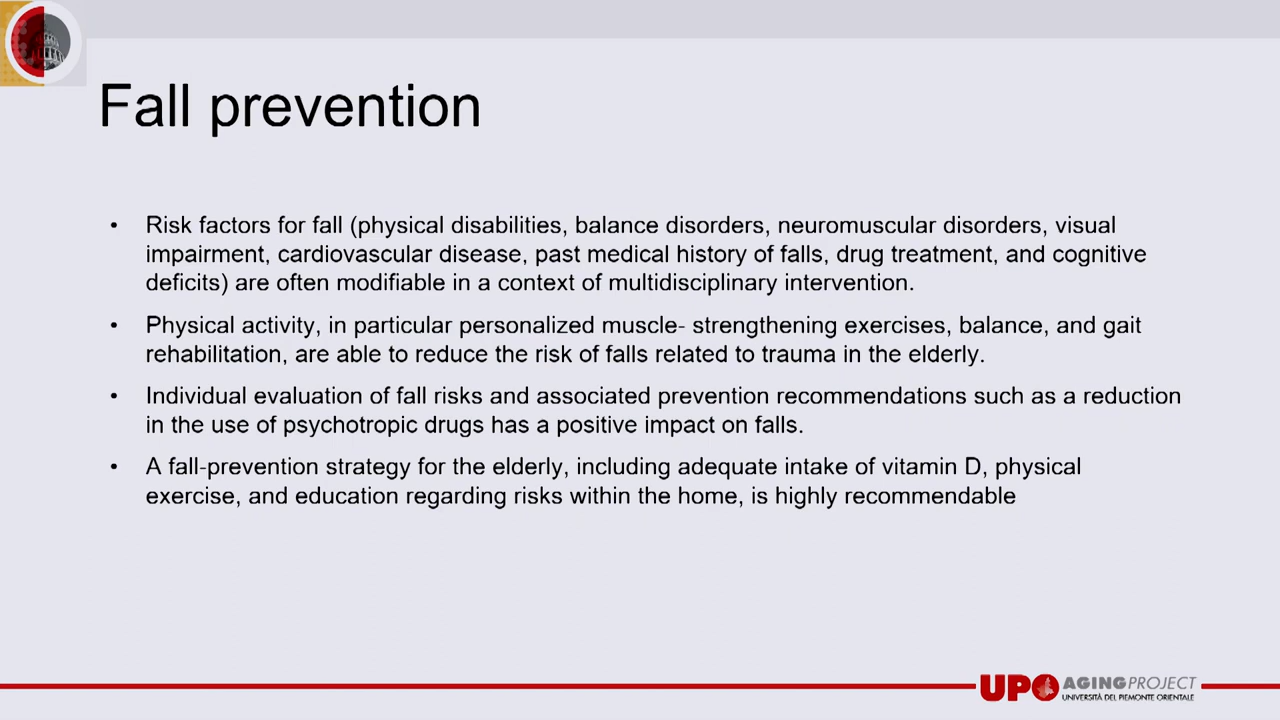 Fall prevention
• Risk factors for fall (physical disabilities, balance disorders, neuromuscular disorders, visual
impairment, cardiovascular disease, past medical history of falls, drug treatment, and cognitive
deficits) are often modifiable in a context of multidisciplinary intervention.
• Physical activity, in particular personalized muscle- strengthening exercises, balance, and gait
rehabilitation, are able to reduce the risk of falls related to trauma in the elderly.
• Individual evaluation of fall risks and associated prevention recommendations such as a reduction
in the use of psychotropic drugs has a positive impact on falls.
• A fall-prevention strategy for the elderly, including adequate intake of vitamin D, physical
exercise, and education regarding risks within the home, is highly recommendable
UPO AGINGPROJECT
UNIVERSITÀ DEL PIEMONTE ORIENTALE